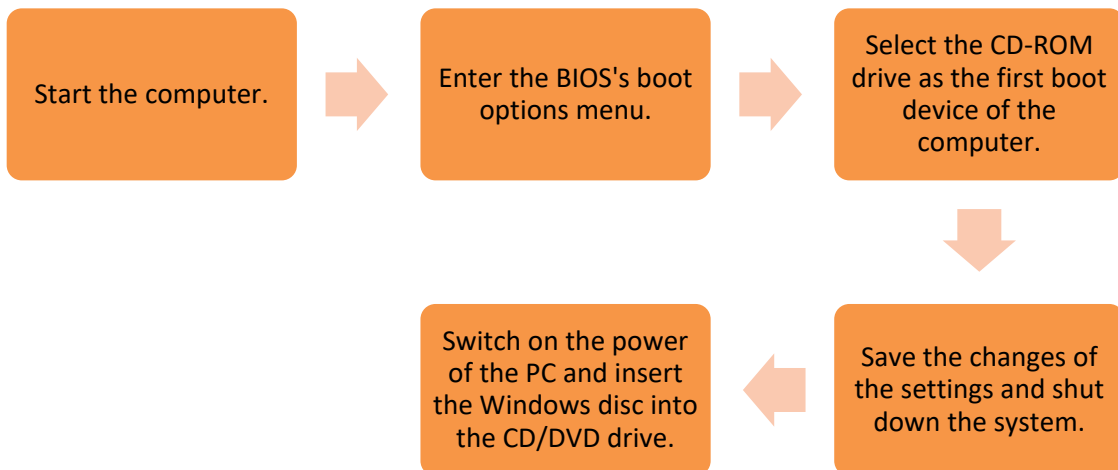 Start the computer.
Enter the BIOS's boot
options menu.
Select the CD-ROM
drive as the first boot
device of the
computer.
Save the changes of
the settings and shut
down the system.
Switch on the power
of the PC and insert
the Windows disc into
the CD/DVD drive.